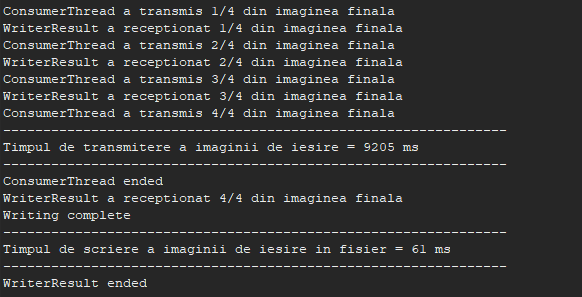 ConsumerThread a transmis 1/4 din imaginea finala
WriterResult a receptionat 1/4 din imaginea finala
ConsumerThread a transmis 2/4 din imaginea finala
WriterResult a receptionat 2/4 din imaginea finala
ConsumerThread a transmis 3/4 din imaginea finala
WriterResult a receptionat 3/4 din imaginea finala
ConsumerThread a transmis 4/4 din imaginea finala
---------------------------------------------------------------
Timpul de transmitere a imaginii de iesire = 9205 ms
---------------------------------------------------------------
ConsumerThread ended
WriterResult a receptionat 4/4 din imaginea finala
Writing complete
---------------------------------------------------------------
Timpul de scriere a imaginii de iesire in fisier = 61 ms
---------------------------------------------------------------
WriterResult ended